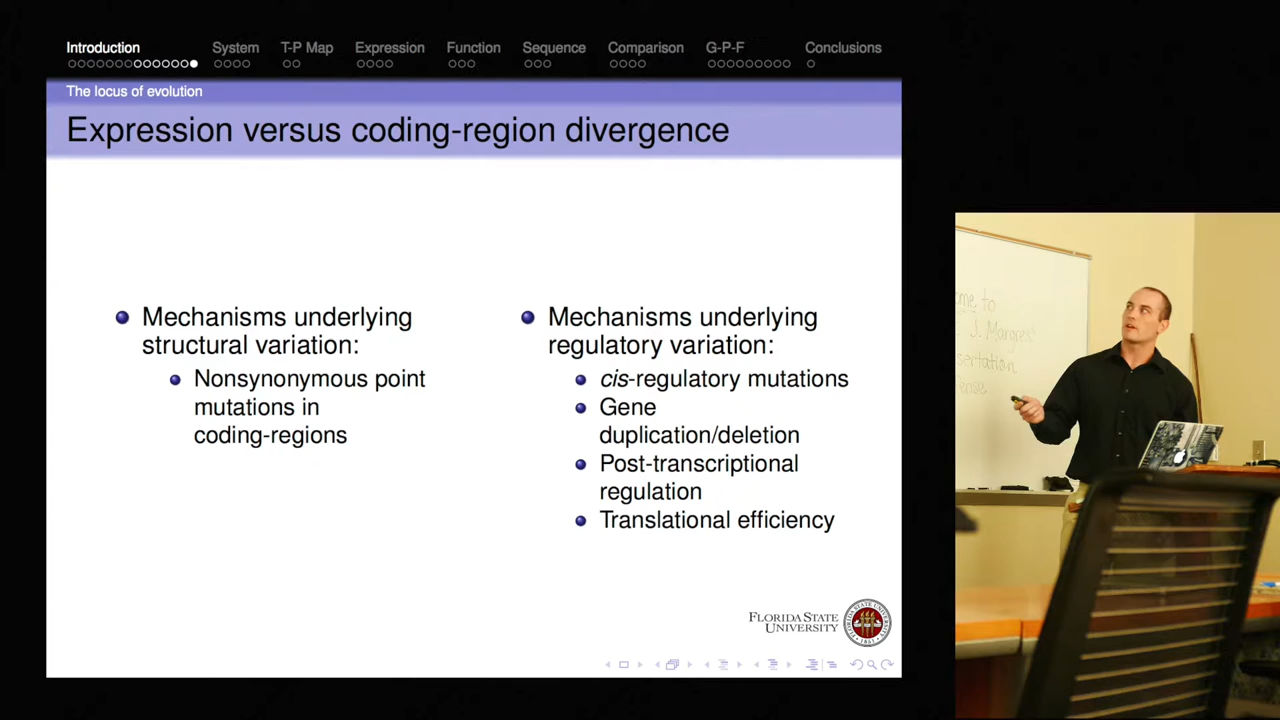 Introduction System T-P Map Expression Function Sequence Comparison G-P-F Conclusions
The locus of evolution
Expression versus coding-region divergence
Mechanisms underlying
structural variation:
Nonsynonymous point
mutations in
coding-regions
Mechanisms underlying
regulatory variation:
cis-regulatory mutations
Gene
duplication/deletion
Post-transcriptional
regulation
Translational efficiency
FLORIDA STATE
UNIVERSITY
to
J. Margres'